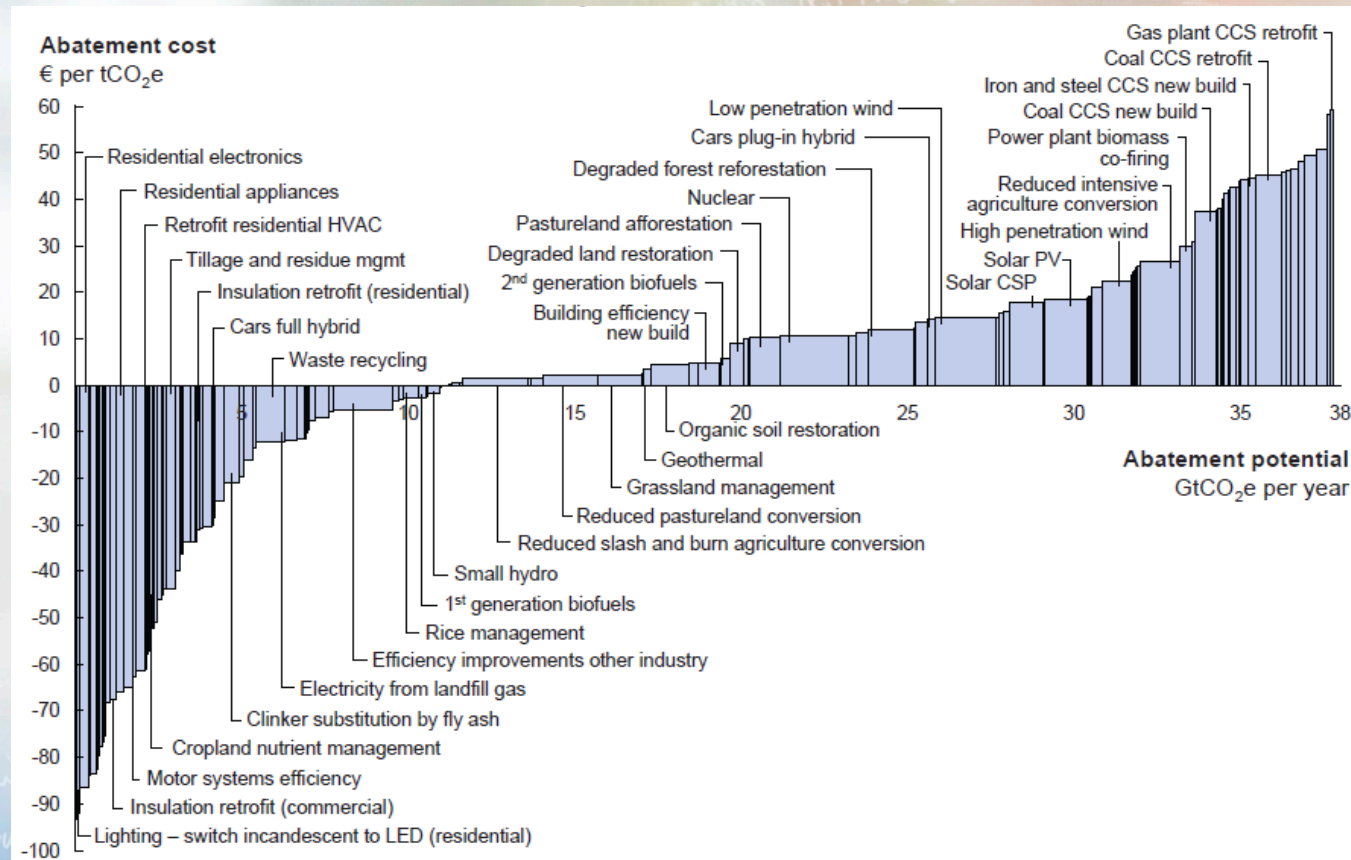 Abatement cost
€ per tCO₂e
60
50
40
30
20
10
0
-10
-20
-30
-40
-50
-60
-70
-80
-90
-100
Residential electronics
Residential appliances
Retrofit residential HVAC
Tillage and residue mgmt
Insulation retrofit (residential)
Cars full hybrid
Waste recycling
Gas plant CCS retrofit
Coal CCS retrofit
Iron and steel CCS new build
Low penetration wind
Coal CCS new build
Cars plug-in hybrid
Power plant biomass
co-firing
Degraded forest reforestation
Reduced intensive
agriculture conversion
Nuclear
Pastureland afforestation
High penetration wind
Degraded land restoration
Solar PV
2nd generation biofuels
Solar CSP
Building efficiency
new build
5
10
15
20
25
30
35
38
Organic soil restoration
Geothermal
Grassland management
Reduced pastureland conversion
Reduced slash and burn agriculture conversion
Small hydro
1st generation biofuels
Rice management
Efficiency improvements other industry
Electricity from landfill gas
Clinker substitution by fly ash
Cropland nutrient management
Motor systems efficiency
Insulation retrofit (commercial)
Lighting – switch incandescent to LED (residential)
Abatement potential
GtCO₂e per year